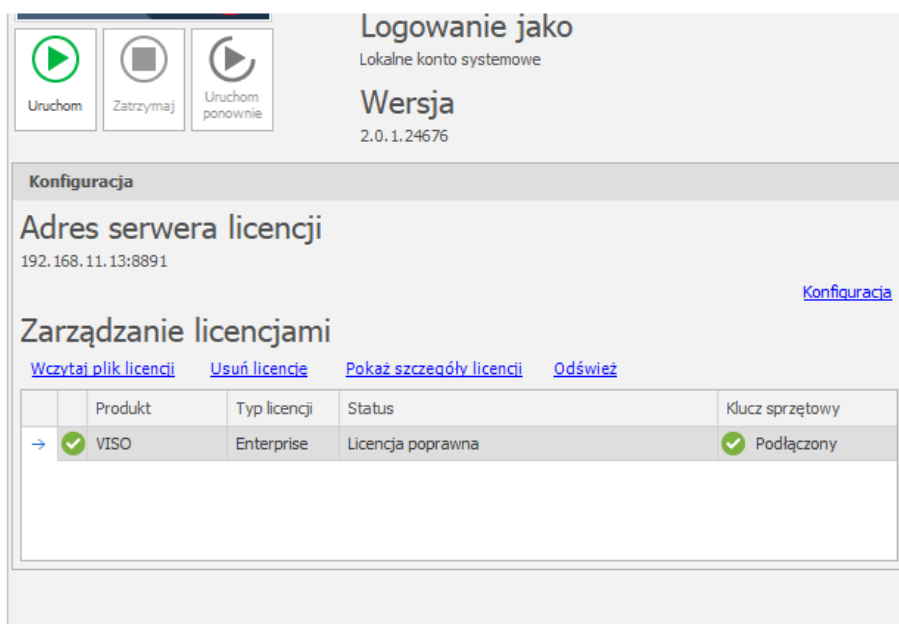 Logowanie jako
Lokalne konto systemowe
Uruchom
Zatrzymaj
Uruchom
ponownie
Wersja
2.0.1.24676
Konfiguracja
Adres serwera licencji
192.168.11.13:8891
Konfiguracja
Zarządzanie licencjami
Wczytaj plik licencji Usuń licencję Pokaż szczegóły licencji Odśwież
Produkt Typ licencji Status Klucz sprzętowy
VISO Enterprise Licencja poprawna Podłączony